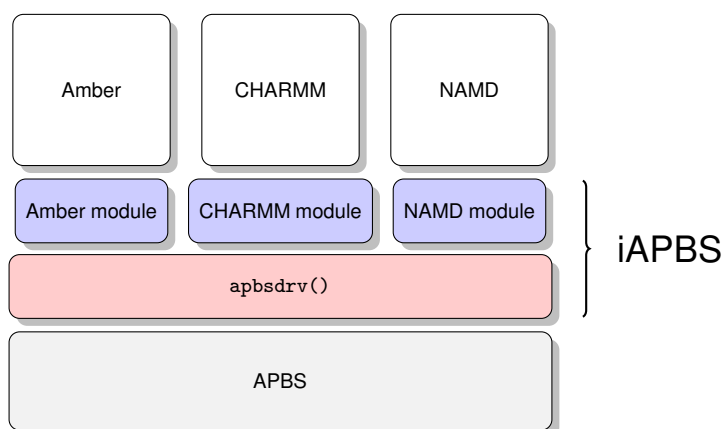 Amber
CHARMM
NAMD
Amber module
CHARMM module
NAMD module
iAPBS
apbsdrv()
APBS